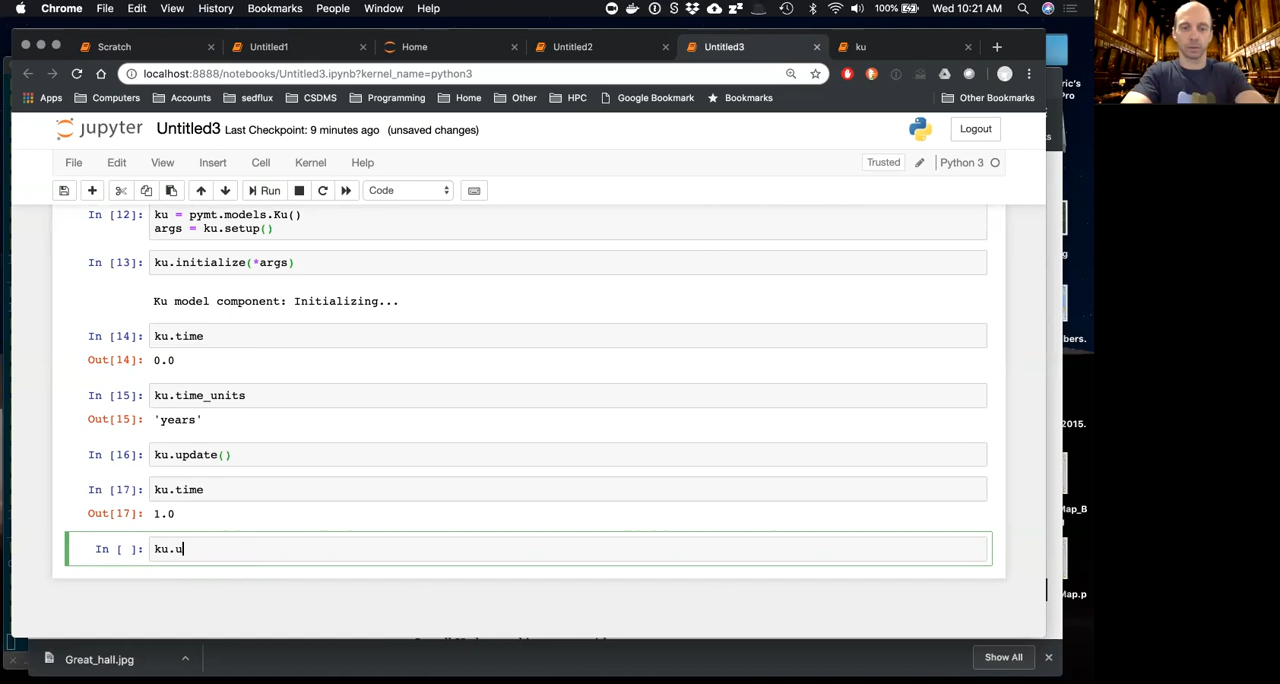 Chrome File Edit View History Bookmarks People Window Help 100% Wed 10:21 AM
Scratch Untitled1 Home Untitled2 Untitled3 ku
localhost:8888/notebooks/Untitled3.ipynb?kernel_name=python3
Apps Computers Accounts sedflux CSDMS Programming Home Other HPC Google Bookmark Bookmarks Other Bookmarks
jupyter Untitled3 Last Checkpoint: 9 minutes ago (unsaved changes) Logout
File Edit View Insert Cell Kernel Help Trusted Python 3
Run Code
In [12]: ku = pymt.models.Ku()
args = ku.setup()
In [13]: ku.initialize(*args)
Ku model component: Initializing...
In [14]: ku.time
Out[14]: 0.0
In [15]: ku.time_units
Out[15]: 'years'
In [16]: ku.update()
In [17]: ku.time
Out[17]: 1.0
In [ ]: ku.u
Great_hall.jpg Show All
ric's
Pro
bers.
2015.
Map_B
Map.p